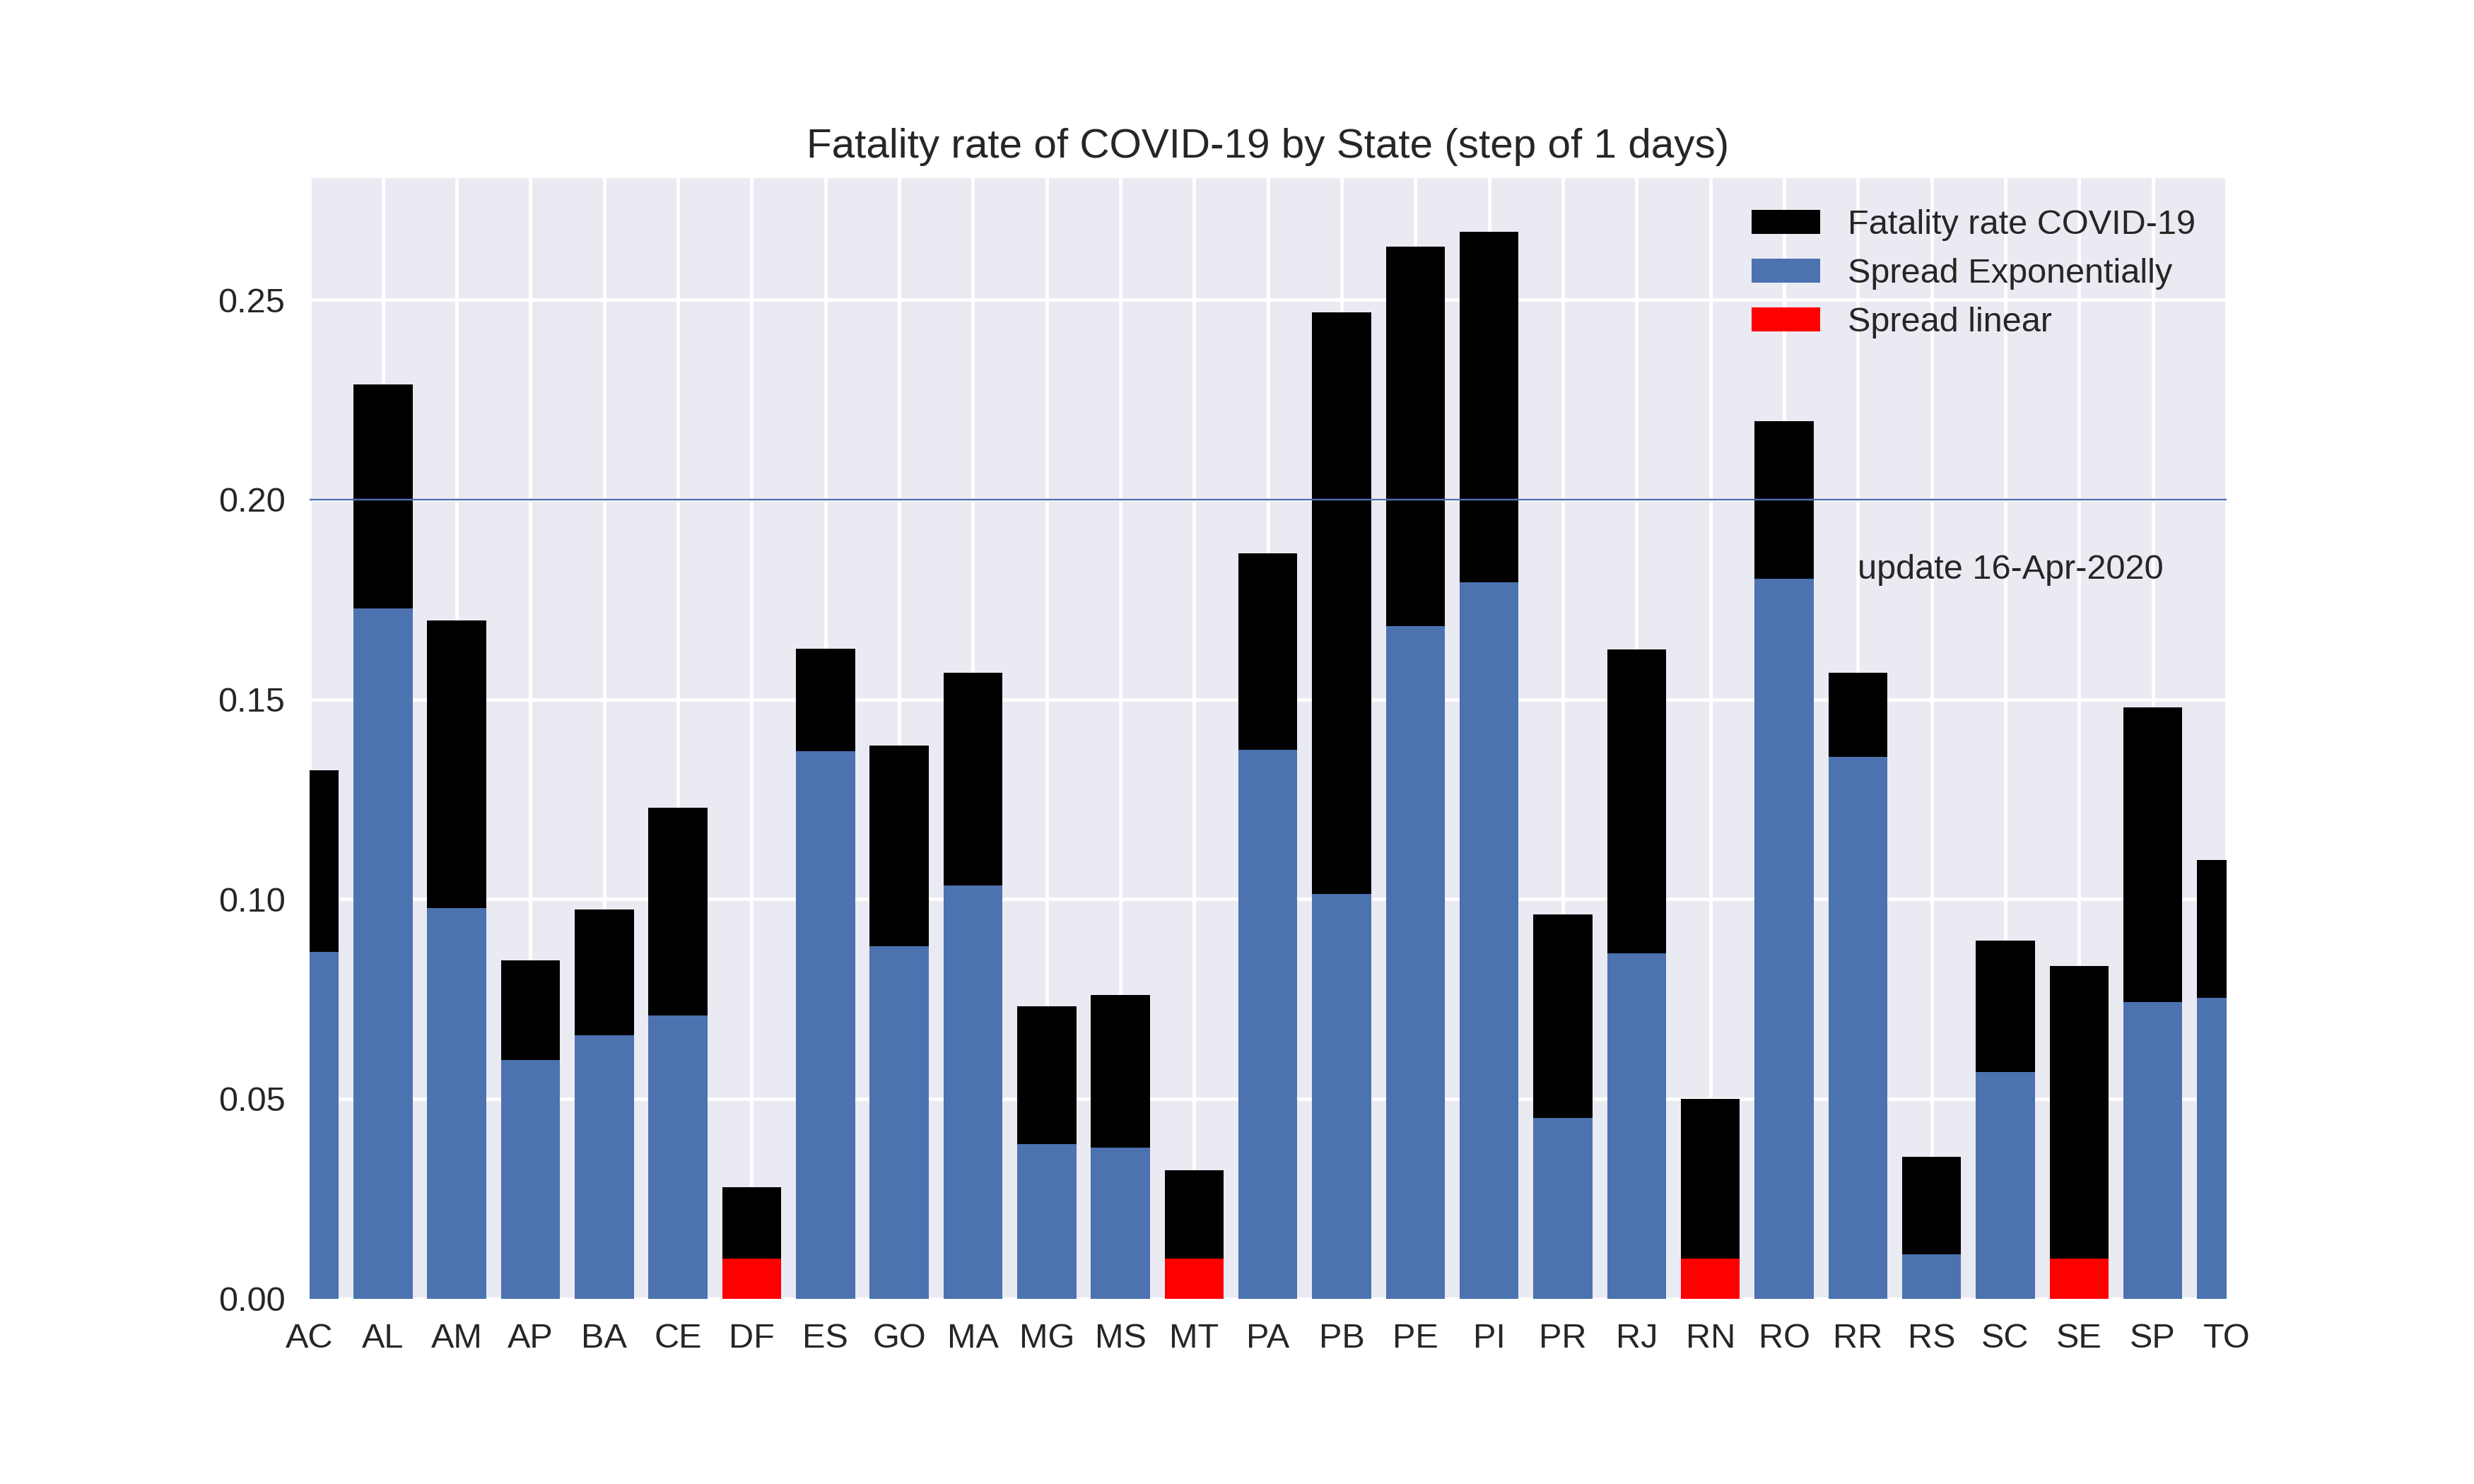 Fatality rate of COVID-19 by State (step of 1 days)
Fatality rate COVID-19
Spread Exponentially
Spread linear
0.25
0.20
update 16-Apr-2020
0.15
0.10
0.05
0.00
AC AL AM AP BA CE DF ES GO MA MG MS MT PA PB PE PI PR RJ RN RO RR RS SC SE SP TO